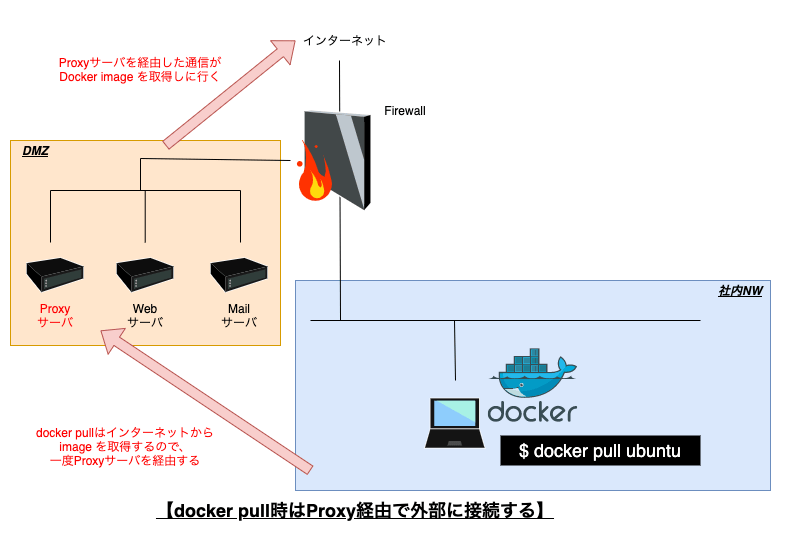 インターネット
Proxyサーバを経由した通信が
Docker image を取得しに行く
Firewall
DMZ
Proxy
サーバ
Web
サーバ
Mail
サーバ
社内NW
docker
$ docker pull ubuntu
docker pullはインターネットから
image を取得するので、
一度Proxyサーバを経由する
【docker pull時はProxy経由で外部に接続する】